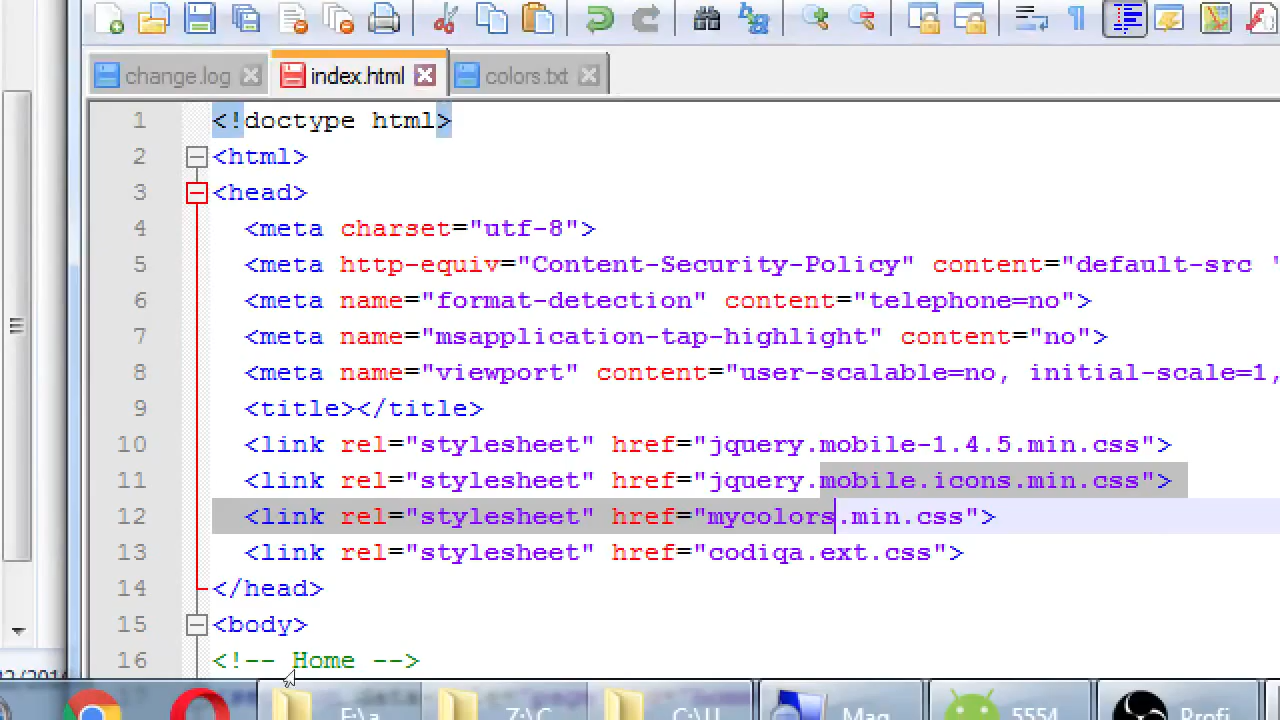 change.log index.html colors.txt
1 <!doctype html>
2 <html>
3 <head>
4 <meta charset="utf-8">
5 <meta http-equiv="Content-Security-Policy" content="default-src '
6 <meta name="format-detection" content="telephone=no">
7 <meta name="msapplication-tap-highlight" content="no">
8 <meta name="viewport" content="user-scalable=no, initial-scale=1,
9 <title></title>
10 <link rel="stylesheet" href="jquery.mobile-1.4.5.min.css">
11 <link rel="stylesheet" href="jquery.mobile.icons.min.css">
12 <link rel="stylesheet" href="mycolors.min.css">
13 <link rel="stylesheet" href="codiqa.ext.css">
14 </head>
15 <body>
16 <!-- Home -->
E:\a Z:\C C:\U Mag 5554 Profi